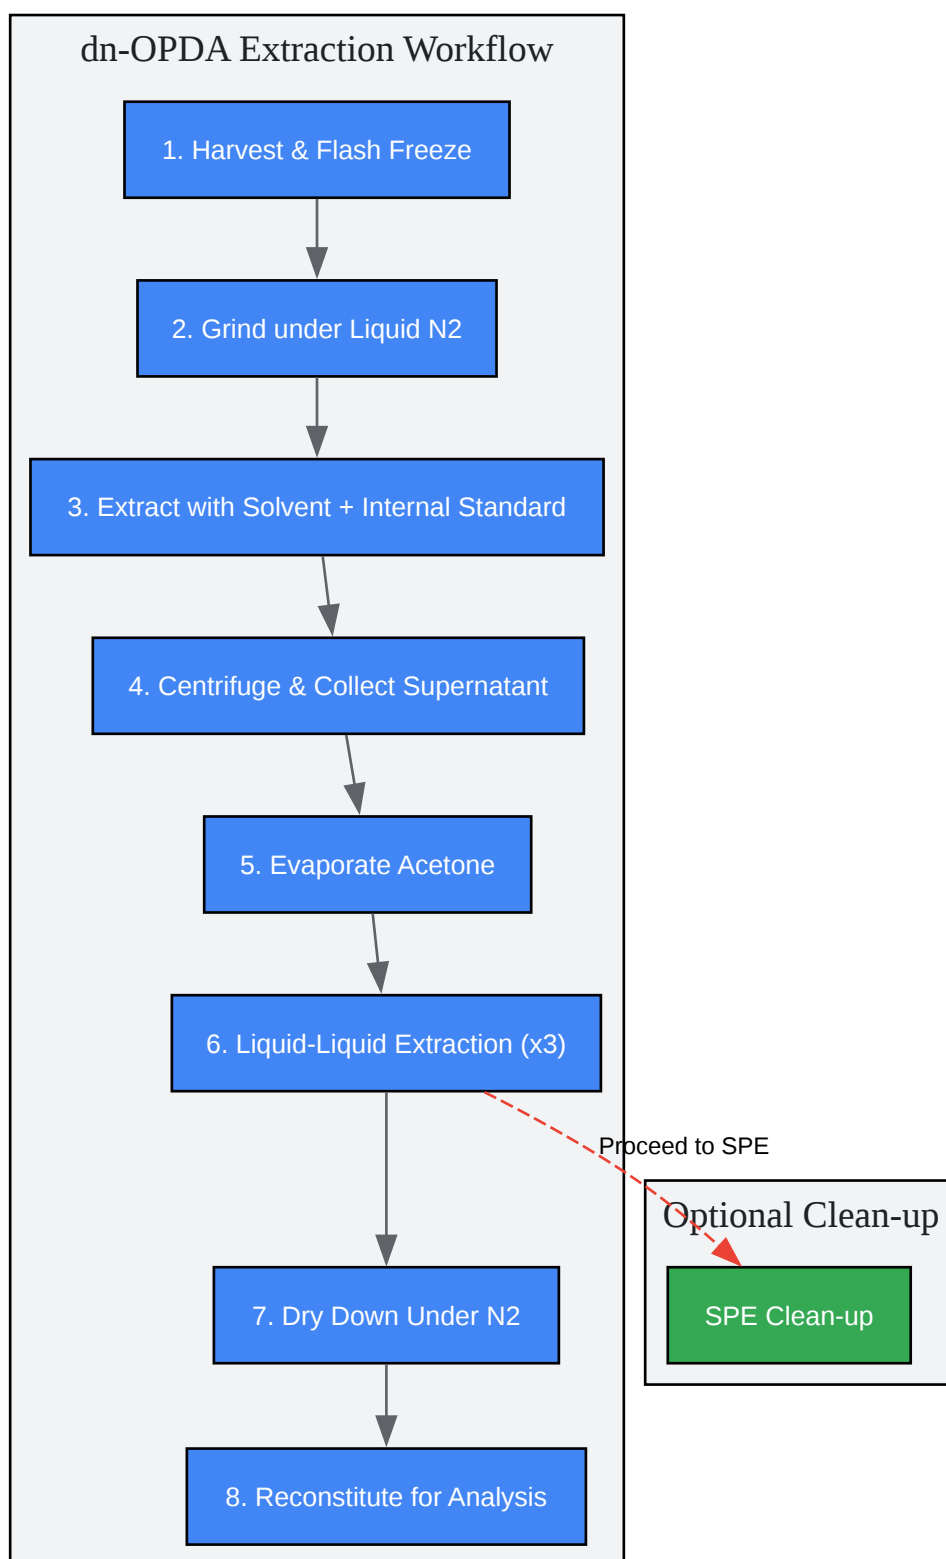 dn-OPDA Extraction Workflow
1. Harvest & Flash Freeze
2. Grind under Liquid N2
3. Extract with Solvent + Internal Standard
4. Centrifuge & Collect Supernatant
5. Evaporate Acetone
6. Liquid-Liquid Extraction (x3)
Proceed to SPE
Optional Clean-up
SPE Clean-up
7. Dry Down Under N2
8. Reconstitute for Analysis